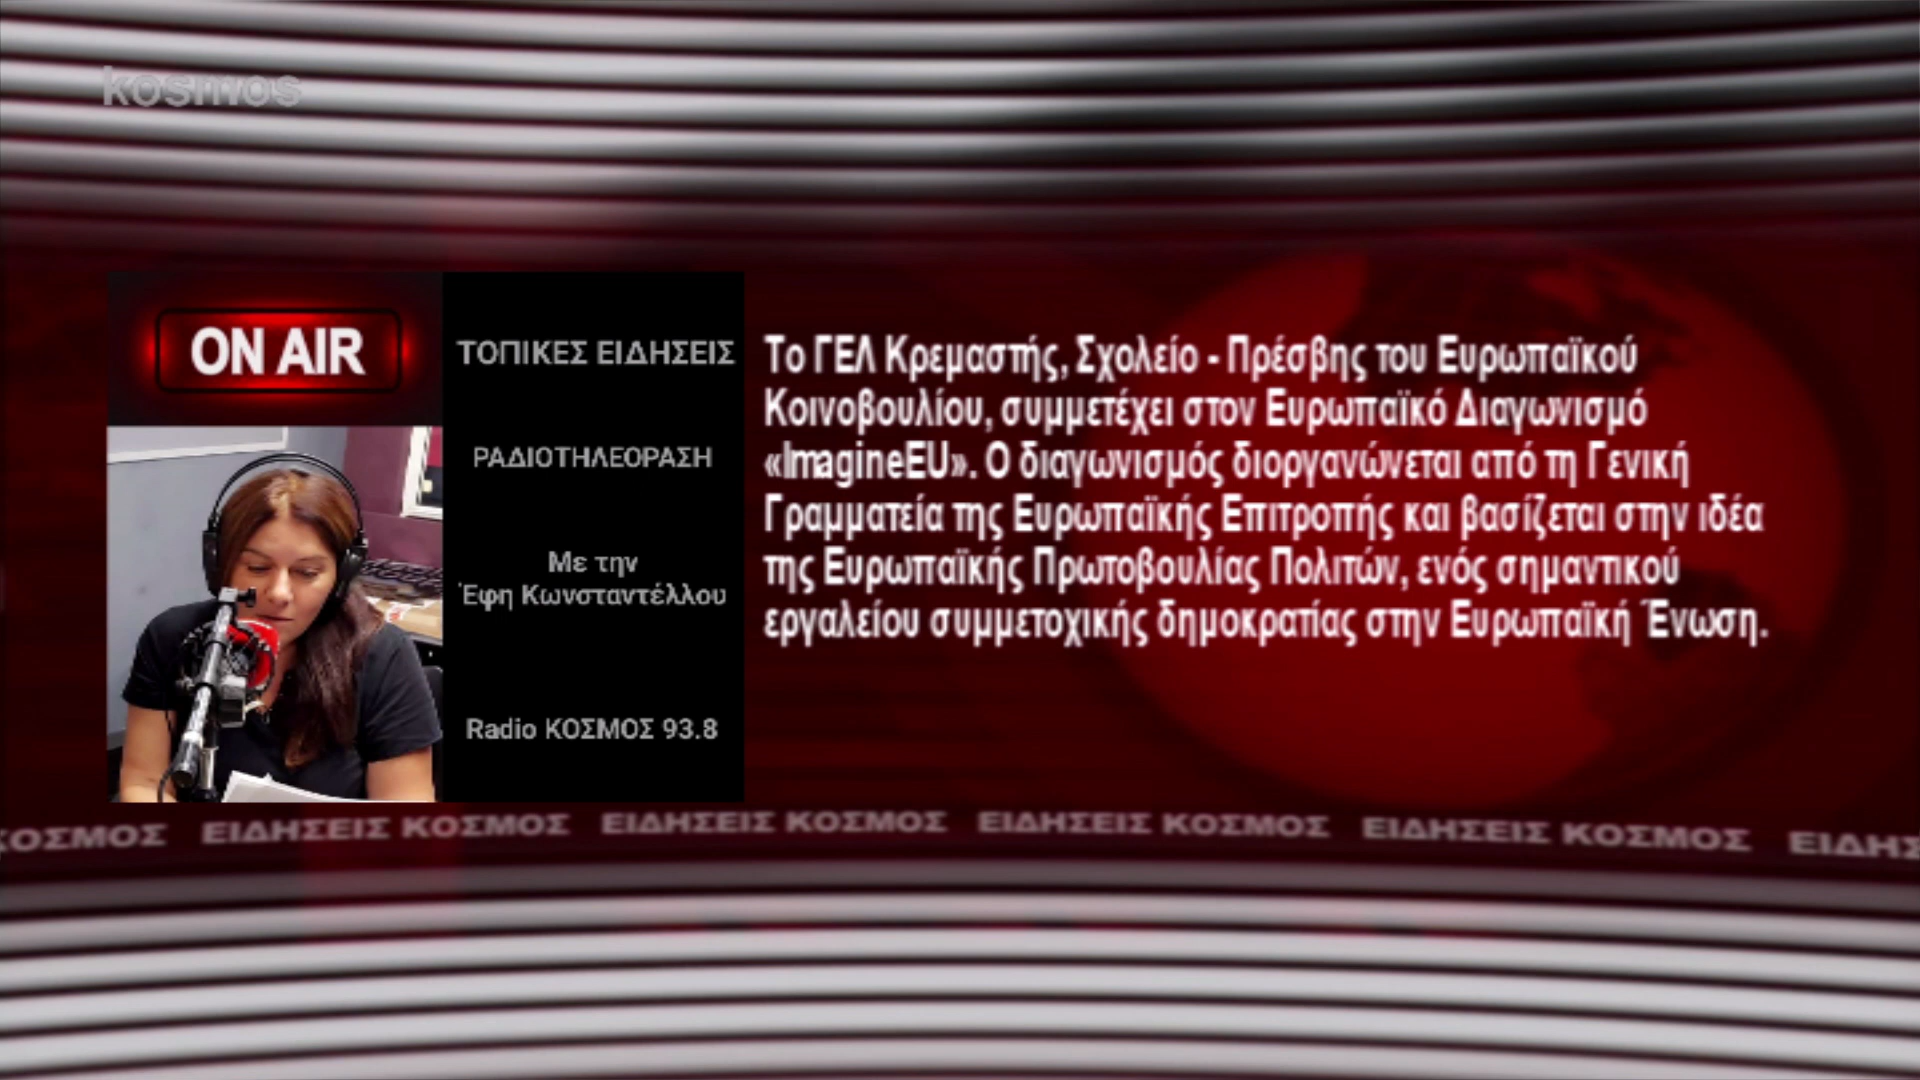 kosmos
ON AIR
ΤΟΠΙΚΕΣ ΕΙΔΗΣΕΙΣ
ΡΑΔΙΟΤΗΛΕΟΡΑΣΗ
Με την
Έφη Κωνσταντέλλου
Radio ΚΟΣΜΟΣ 93.8
Το ΓΕΛ Κρεμαστής, Σχολείο - Πρέσβης του Ευρωπαϊκού
Κοινοβουλίου, συμμετέχει στον Ευρωπαϊκό Διαγωνισμό
«ImagineEU». Ο διαγωνισμός διοργανώνεται από τη Γενική
Γραμματεία της Ευρωπαϊκής Επιτροπής και βασίζεται στην ιδέα
της Ευρωπαϊκής Πρωτοβουλίας Πολιτών, ενός σημαντικού
εργαλείου συμμετοχικής δημοκρατίας στην Ευρωπαϊκή Ένωση.
ΚΟΣΜΟΣ ΕΙΔΗΣΕΙΣ ΚΟΣΜΟΣ ΕΙΔΗΣΕΙΣ ΚΟΣΜΟΣ ΕΙΔΗΣΕΙΣ ΚΟΣΜΟΣ ΕΙΔΗΣΕΙΣ ΚΟΣΜΟΣ ΕΙΔΗΣ